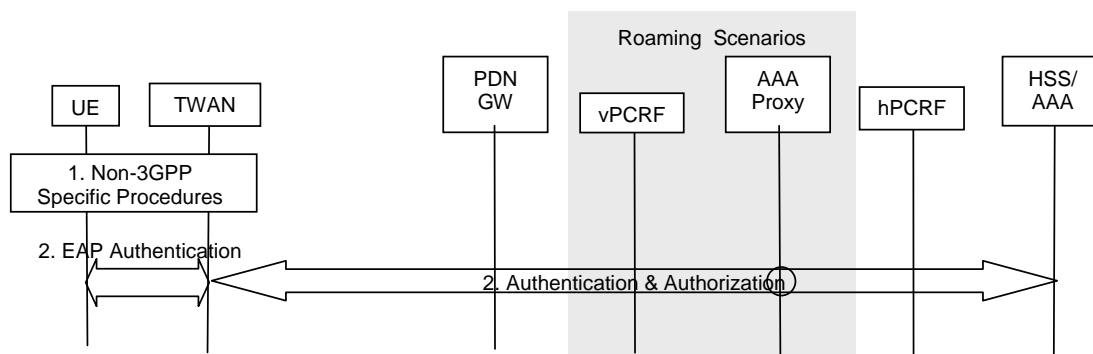 Roaming Scenarios
UE
TWAN
PDN
GW
vPCRF
AAA
Proxy
hPCRF
HSS/
AAA
1. Non-3GPP
Specific Procedures
2. EAP Authentication
2. Authentication & Authorization